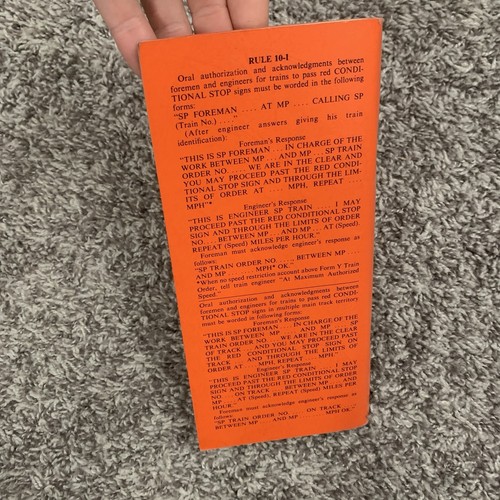 RULE 10-I
Oral authorization and acknowledgments between
foremen and engineers for trains to pass red CONDI-
TIONAL STOP signs must be worded in the following
forms:
"SP FOREMAN .... AT MP .... CALLING SP
(Train No.) ...."
(After engineer answers giving his train
identification):
Foreman's Response
"THIS IS SP FOREMAN ... IN CHARGE OF THE
WORK BETWEEN MP ... AND MP ... SP TRAIN
ORDER NO. .... WE ARE IN THE CLEAR AND
YOU MAY PROCEED PAST THE RED CONDI-
TIONAL STOP SIGN AND THROUGH THE LIM-
ITS OF ORDER AT .... MPH, REPEAT ....
MPH"*
Engineer's Response
"THIS IS ENGINEER SP TRAIN .... I MAY
PROCEED PAST THE RED CONDITIONAL STOP
SIGN AND THROUGH THE LIMITS OF ORDER
NO. ... BETWEEN MP ... AND MP ... AT (Speed).
REPEAT (Speed) MILES PER HOUR."
Foreman must acknowledge engineer's response as
follows:
"SP TRAIN ORDER NO. ... BETWEEN MP ...
AND MP .... MPH* OK."
*When no speed restriction account above Form Y Train
Order, tell train engineer "At Maximum Authorized
Speed."
Oral authorization and acknowledgments between
foremen and engineers for trains to pass red CONDI-
TIONAL STOP signs in multiple main track territory
must be worded in following forms:
Foreman's Response
"THIS IS SP FOREMAN .... IN CHARGE OF THE
WORK BETWEEN MP .... AND MP .... SP
TRAIN ORDER NO. ... WE ARE IN THE CLEAR
OF TRACK ... AND YOU MAY PROCEED PAST
THE RED CONDITIONAL STOP SIGN ON
TRACK .... AND THROUGH THE LIMITS OF
ORDER AT ... MPH, REPEAT ... MPH"
Engineer's Response
"THIS IS ENGINEER SP TRAIN .... I MAY
PROCEED PAST THE RED CONDITIONAL STOP
SIGN AND THROUGH THE LIMITS OF ORDER
NO. ... ON TRACK ... BETWEEN MP ... AND
MP ... AT (Speed); REPEAT (Speed) MILES PER
HOUR."
Foreman must acknowledge engineer's response as
follows:
"SP TRAIN ORDER NO. .... ON TRACK ....
BETWEEN MP .... AND MP .... MPH OK."